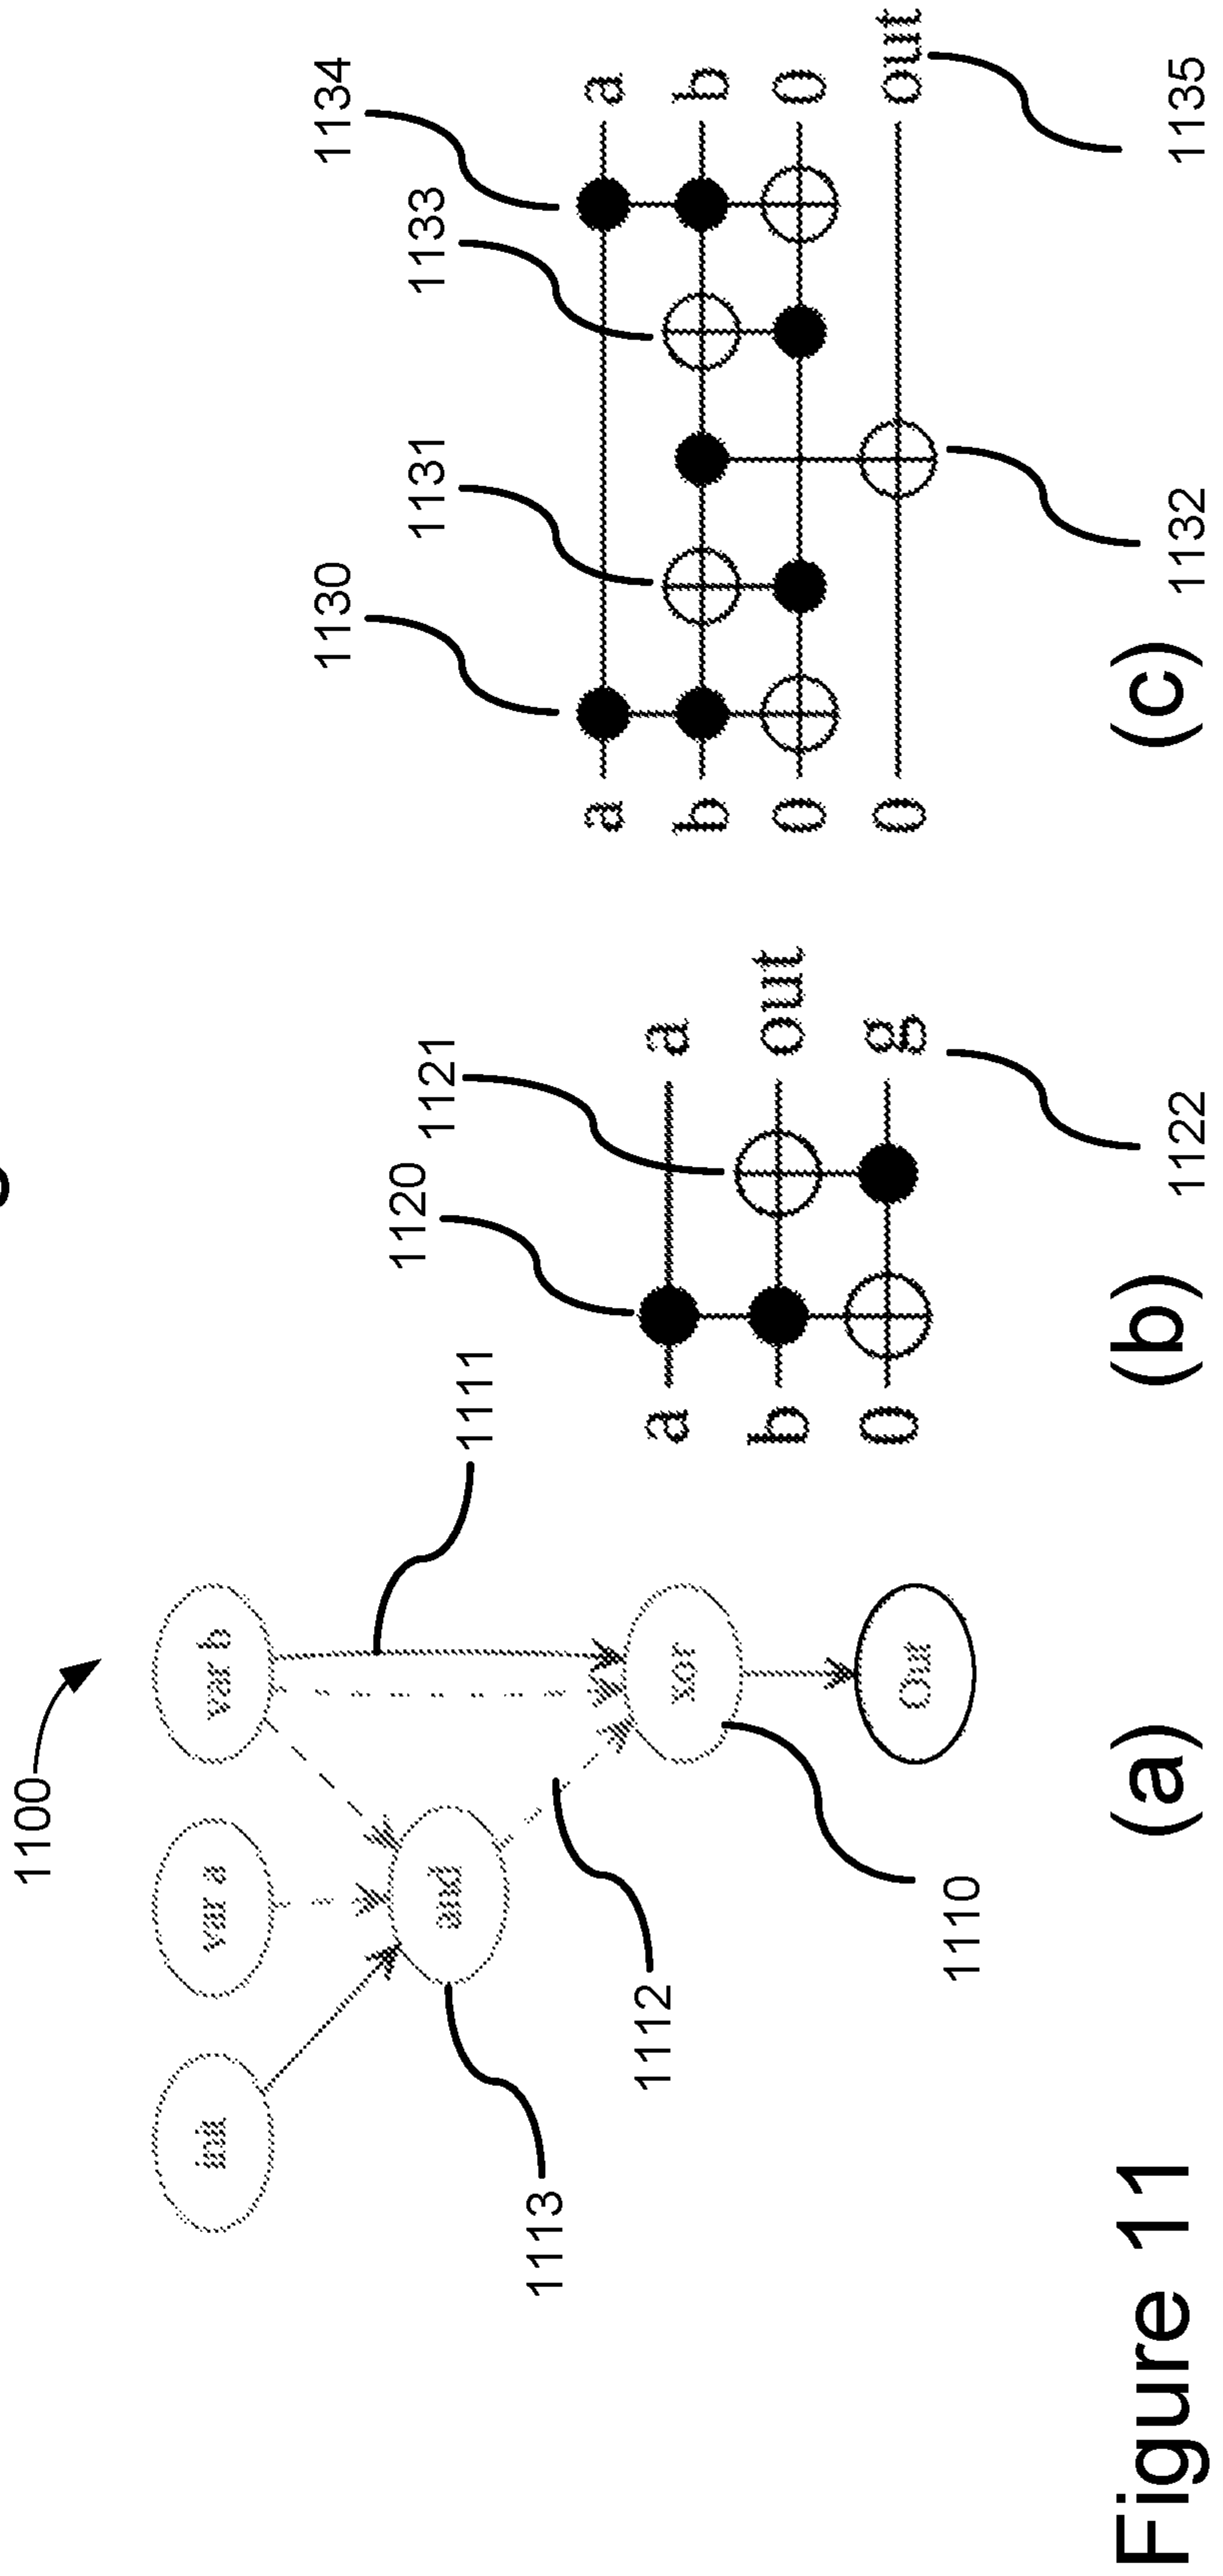 1100
init
var a
var b
and
xor
Out
1110
1111
1112
1113
(a)
a a
b out
0 g
1120
1121
1122
(b)
a a
b b
0 0
0 out
1130
1131
1132
1133
1134
1135
(c)
Figure 11